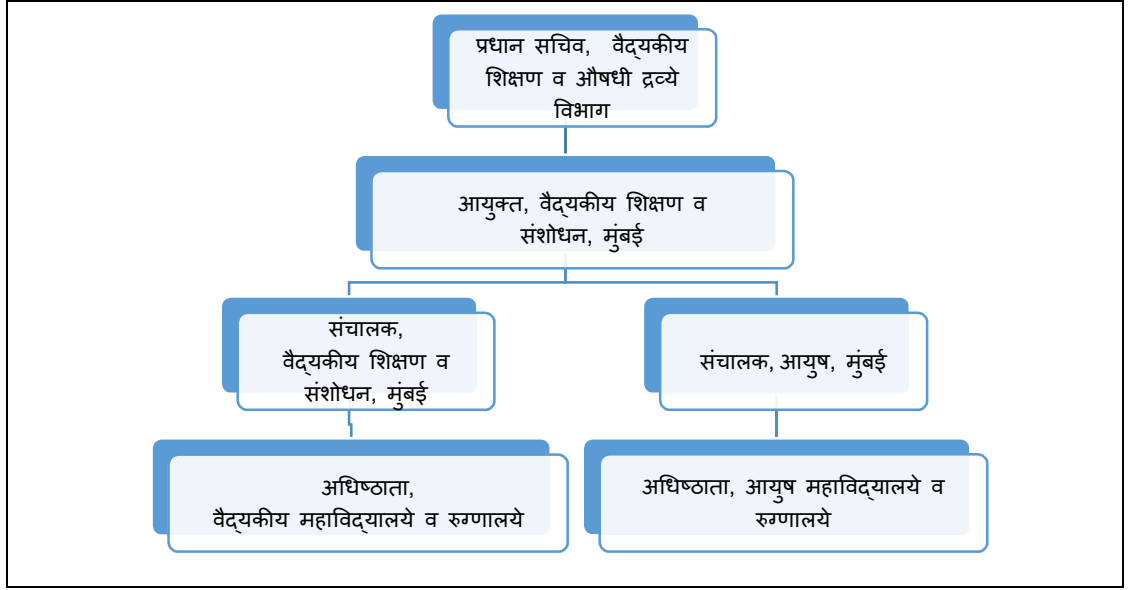 प्रधान सचिव, वैद्यकीय
शिक्षण व औषधी द्रव्ये
विभाग
आयुक्त, वैद्यकीय शिक्षण व
संशोधन, मुंबई
संचालक,
वैद्यकीय शिक्षण व
संशोधन, मुंबई
संचालक, आयुष, मुंबई
अधिष्ठाता,
वैद्यकीय महाविद्यालये व रुग्णालये
अधिष्ठाता, आयुष महाविद्यालये व
रुग्णालये